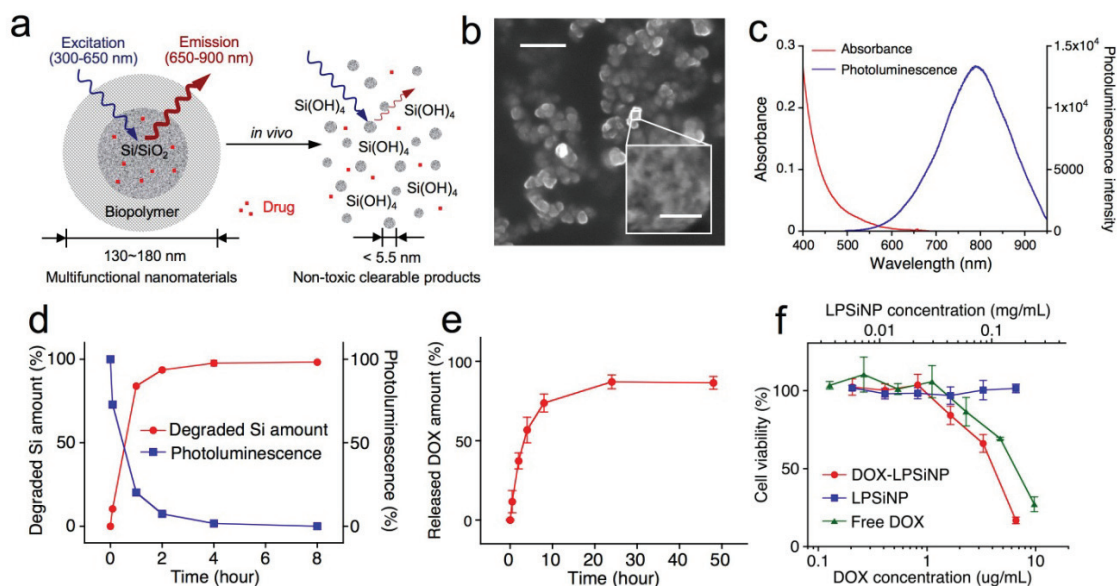 a
Excitation
(300-650 nm)
Emission
(650-900 nm)
Si/SiO2
Biopolymer
130~180 nm
Multifunctional nanomaterials
in vivo
Drug
Si(OH)4
Si(OH)4
Si(OH)4
Si(OH)4
Si(OH)4
< 5.5 nm
Non-toxic clearable products
b
c
Absorbance
Photoluminescence
0.3
0.2
0.1
0
Absorbance
400 500 600 700 800 900
Wavelength (nm)
1.5x10^4
1x10^4
5000
0
Photoluminescence intensity
d
100
50
0
Degraded Si amount (%)
Degraded Si amount
Photoluminescence
100
50
0
Photoluminescence (%)
0 2 4 6 8
Time (hour)
e
100
50
0
Released DOX amount (%)
0 10 20 30 40 50
Time (hour)
f
LPSiNP concentration (mg/mL)
0.01 0.1
100
50
0
Cell viability (%)
DOX-LPSiNP
LPSiNP
Free DOX
0.1 1 10
DOX concentration (ug/mL)